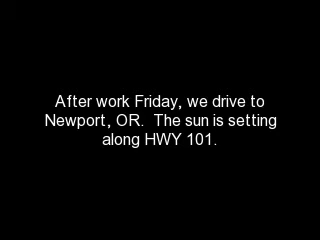 After work Friday, we drive to
Newport, OR.  The sun is setting
along HWY 101.